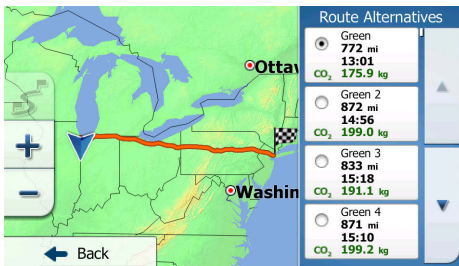 Route Alternatives
Green
772 mi
13:01
CO2 175.9 kg
Green 2
872 mi
14:56
CO2 199.0 kg
Green 3
833 mi
15:18
CO2 191.1 kg
Green 4
871 mi
15:10
CO2 199.2 kg
Ottav
Washin
+
−
Back